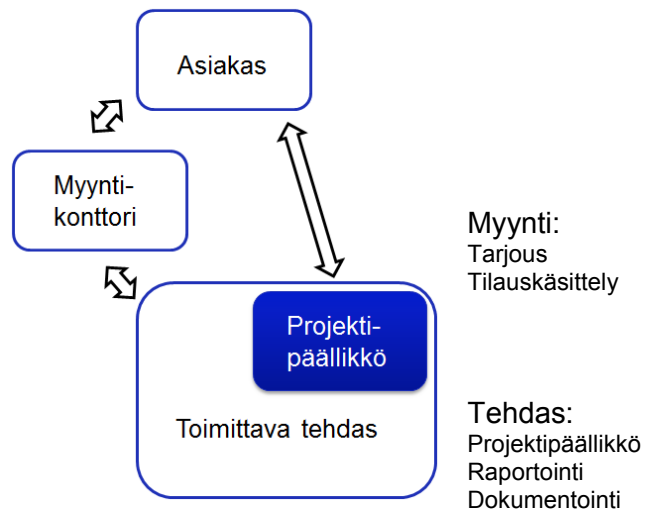 Asiakas
Myynti-
konttori
Projekti-
päällikkö
Toimittava tehdas
Myynti:
Tarjous
Tilauskäsittely
Tehdas:
Projektipäällikkö
Raportointi
Dokumentointi